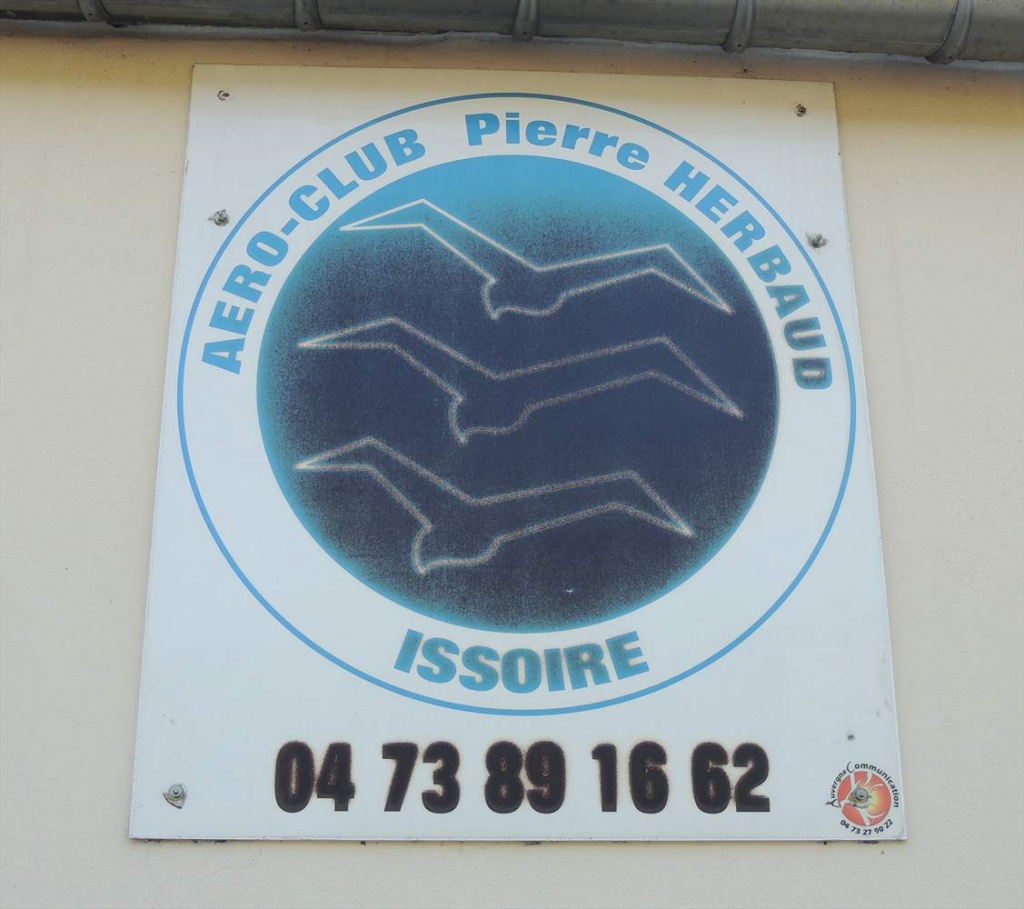 AERO-CLUB Pierre HERBAUD
ISSOIRE
04 73 89 16 62
Auvergne Communication
04 73 27 90 22